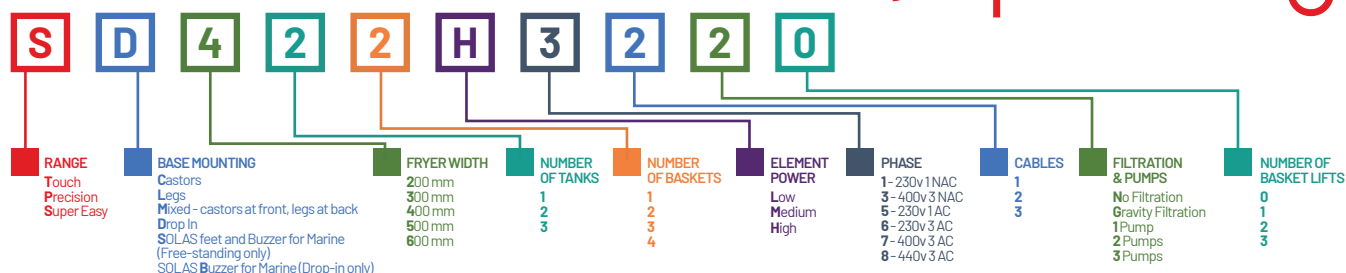 S D 4 2 2 H 3 2 2 0
RANGE
Touch
Precision
Super Easy
BASE MOUNTING
Castors
Legs
Mixed – castors at front, legs at back
Drop In
SOLAS feet and Buzzer for Marine
(Free-standing only)
SOLAS Buzzer for Marine (Drop-in only)
FRYER WIDTH
200 mm
300 mm
400 mm
500 mm
600 mm
NUMBER
OF TANKS
1
2
3
NUMBER
OF BASKETS
1
2
3
4
ELEMENT
POWER
Low
Medium
High
PHASE
1 – 230v 1 NAC
3 – 400v 3 NAC
5 – 230v 1 AC
6 – 230v 3 AC
7 – 400v 3 AC
8 – 440v 3 AC
CABLES
1
2
3
FILTRATION
& PUMPS
No Filtration
Gravity Filtration
1 Pump
2 Pumps
3 Pumps
NUMBER OF
BASKET LIFTS
0
1
2
3